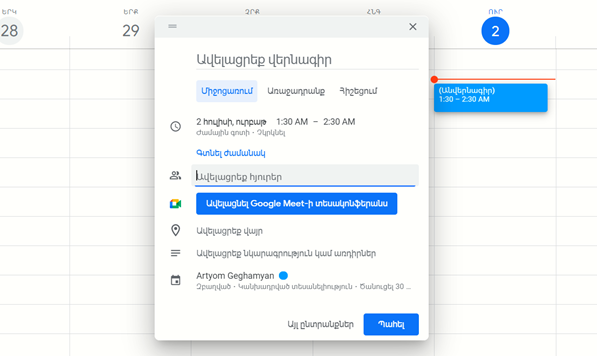 ԵՐԿ
ԵՐՔ
ՉՐՔ
ՀՆԳ
ՈՒՐ
28
29
2
Ավելացրեք վերնագիր
Միջոցառում
Առաջադրանք
Հիշեցում
(Անվերնագիր)
1:30 – 2:30 AM
2 հուլիսի, ուրբաթ 1:30 AM – 2:30 AM
Ժամային գոտի · Չկրկնել
Գտնել ժամանակ
Ավելացրեք հյուրեր
Ավելացնել Google Meet-ի տեսակոնֆերանս
Ավելացրեք վայր
Ավելացրեք նկարագրություն կամ առդիրներ
Artyom Geghamyan
Զբաղված · Կանխադրված տեսանելիություն · Ծանուցել 30 ...
Այլ ընտրանքներ
Պահել